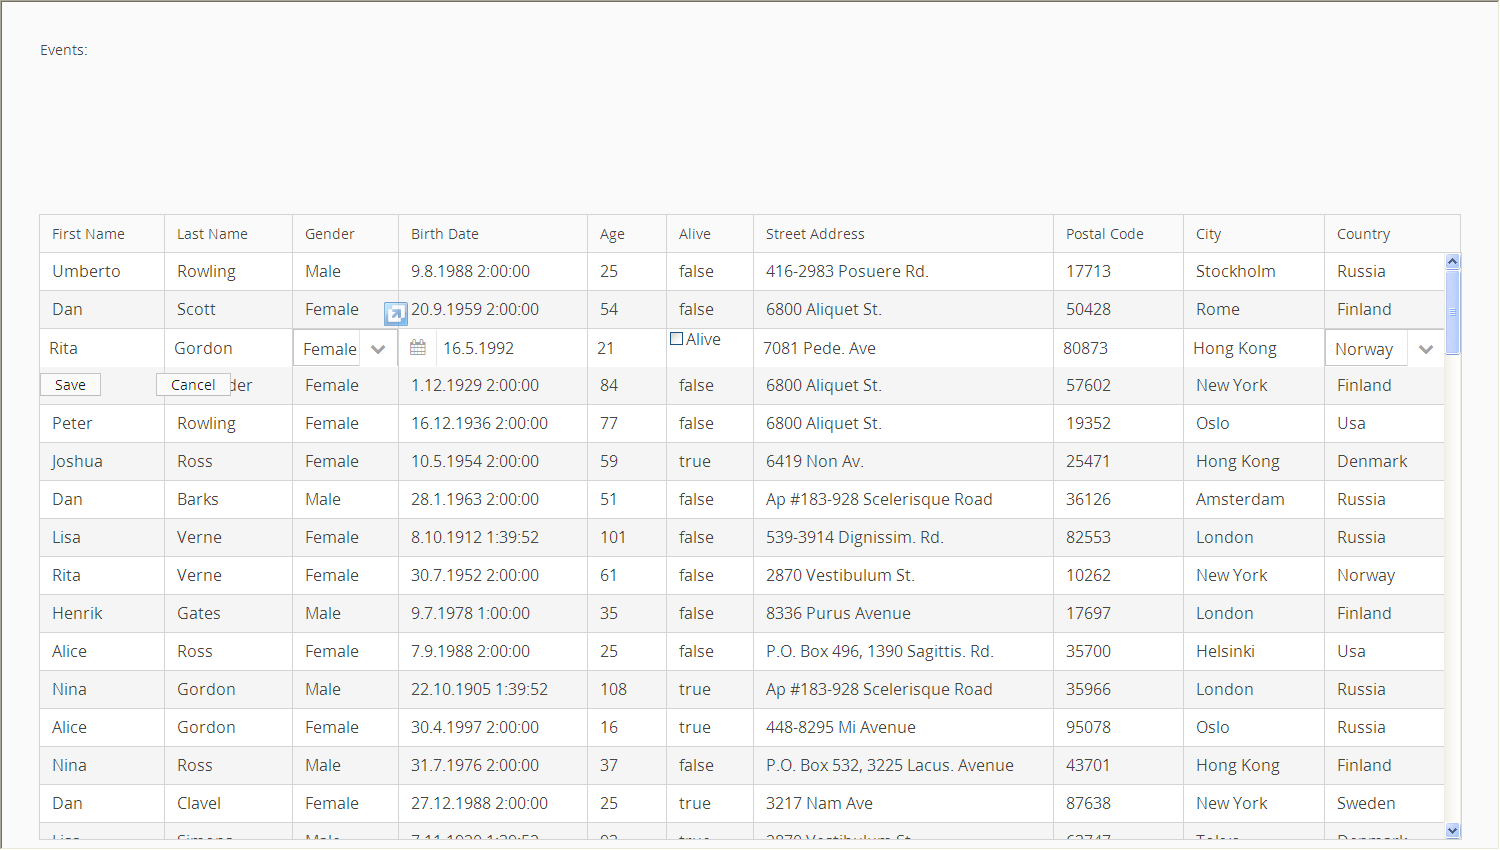 Events:
First Name Last Name Gender Birth Date Age Alive Street Address Postal Code City Country
Umberto Rowling Male 9.8.1988 2:00:00 25 false 416-2983 Posuere Rd. 17713 Stockholm Russia
Dan Scott Female 20.9.1959 2:00:00 54 false 6800 Aliquet St. 50428 Rome Finland
Rita Gordon Female 16.5.1992 21 Alive 7081 Pede. Ave 80873 Hong Kong Norway
Save Cancel der Female 1.12.1929 2:00:00 84 false 6800 Aliquet St. 57602 New York Finland
Peter Rowling Female 16.12.1936 2:00:00 77 false 6800 Aliquet St. 19352 Oslo Usa
Joshua Ross Female 10.5.1954 2:00:00 59 true 6419 Non Av. 25471 Hong Kong Denmark
Dan Barks Male 28.1.1963 2:00:00 51 false Ap #183-928 Scelerisque Road 36126 Amsterdam Russia
Lisa Verne Female 8.10.1912 1:39:52 101 false 539-3914 Dignissim. Rd. 82553 London Russia
Rita Verne Female 30.7.1952 2:00:00 61 false 2870 Vestibulum St. 10262 New York Norway
Henrik Gates Male 9.7.1978 1:00:00 35 false 8336 Purus Avenue 17697 London Finland
Alice Ross Female 7.9.1988 2:00:00 25 false P.O. Box 496, 1390 Sagittis. Rd. 35700 Helsinki Usa
Nina Gordon Male 22.10.1905 1:39:52 108 true Ap #183-928 Scelerisque Road 35966 London Russia
Alice Gordon Female 30.4.1997 2:00:00 16 true 448-8295 Mi Avenue 95078 Oslo Russia
Nina Ross Male 31.7.1976 2:00:00 37 false P.O. Box 532, 3225 Lacus. Avenue 43701 Hong Kong Finland
Dan Clavel Female 27.12.1988 2:00:00 25 true 3217 Nam Ave 87638 New York Sweden